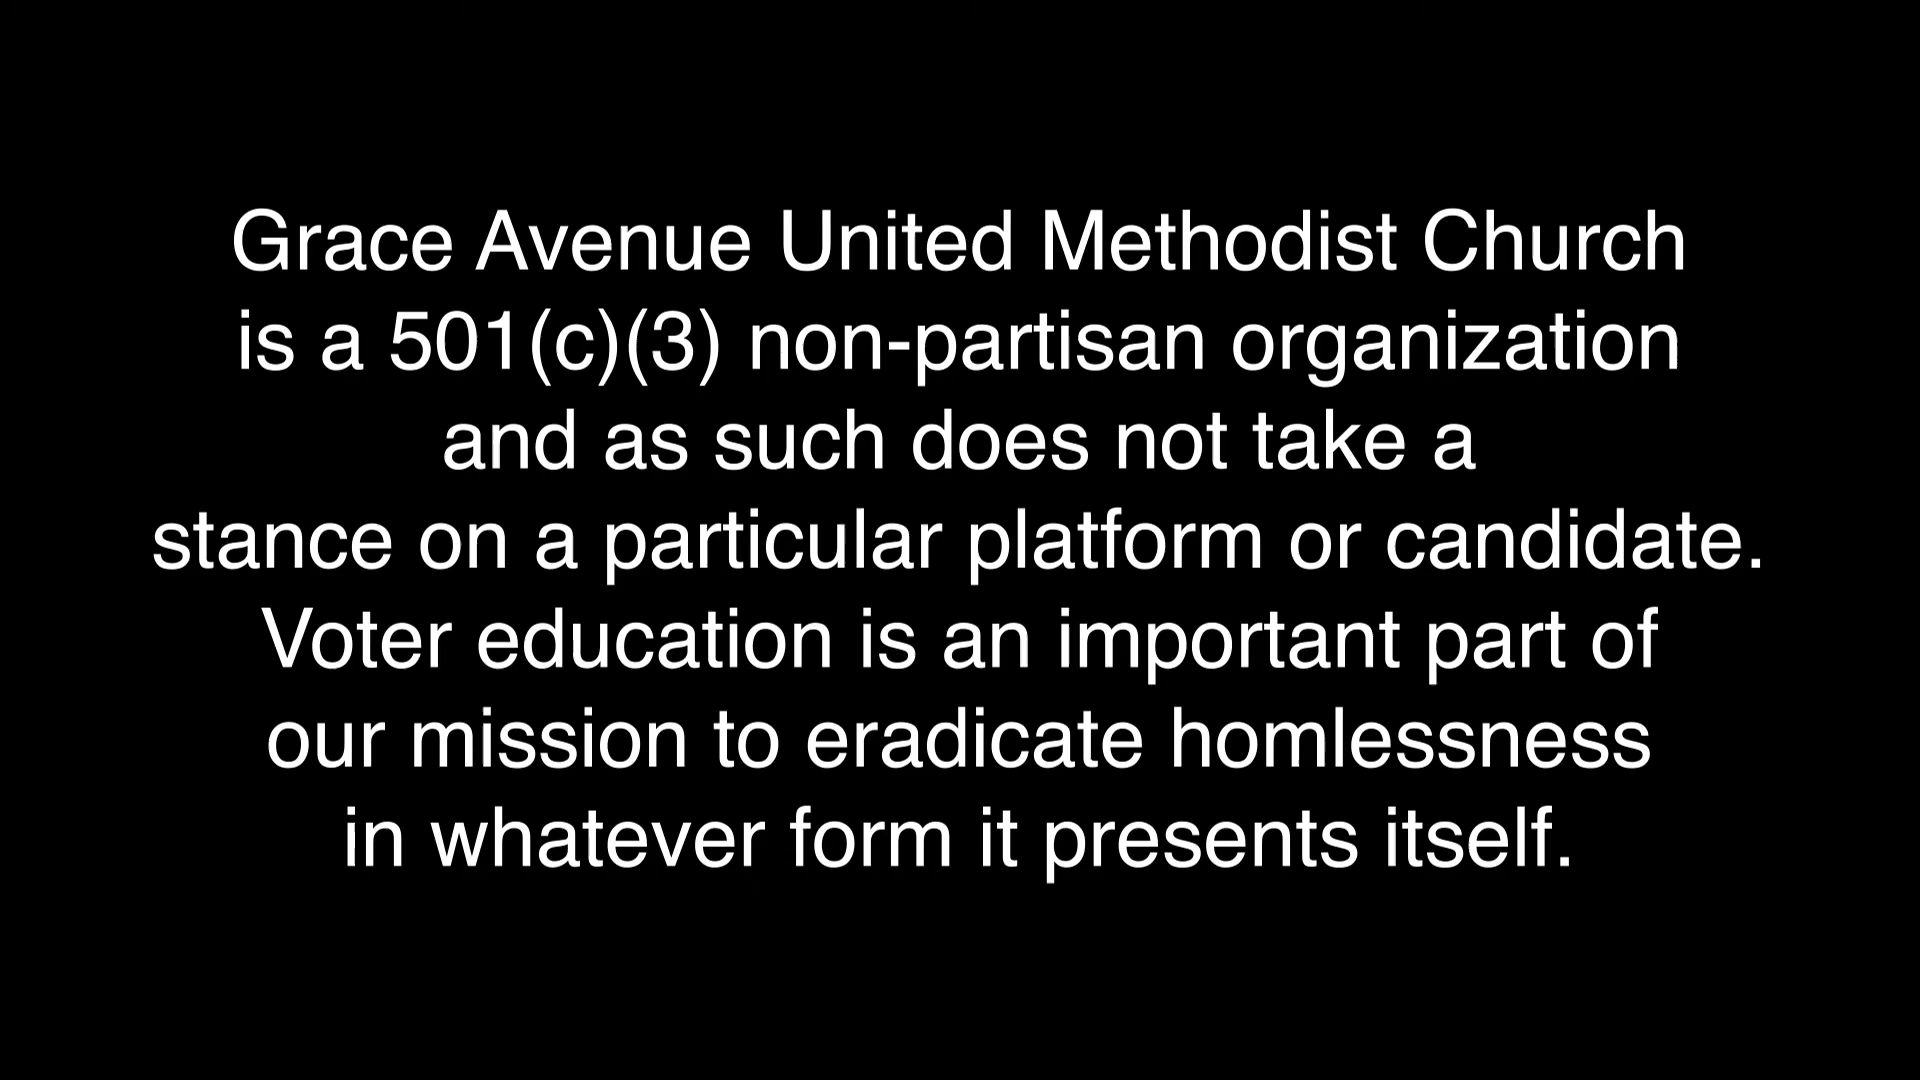 Grace Avenue United Methodist Church
is a 501(c)(3) non-partisan organization
and as such does not take a
stance on a particular platform or candidate.
Voter education is an important part of
our mission to eradicate homlessness
in whatever form it presents itself.